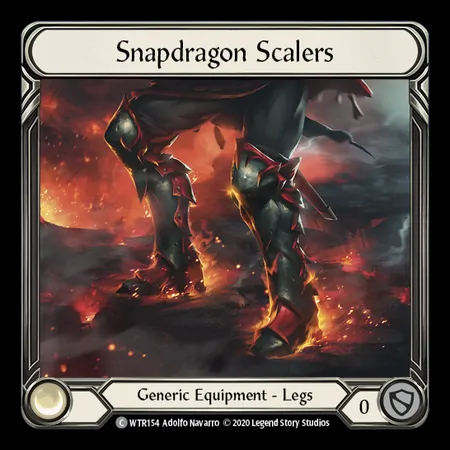 Snapdragon Scalers
Generic Equipment - Legs
0
C WTR154 Adolfo Navarro © 2020 Legend Story Studios